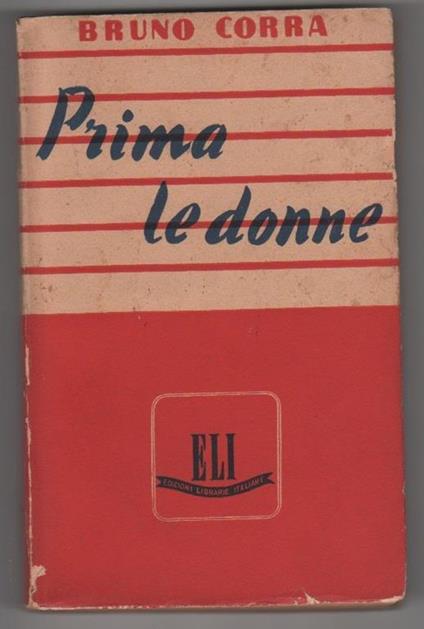 BRUNO CORRA
Prima
le donne
ELI
EDIZIONI LIBRARIE ITALIANE